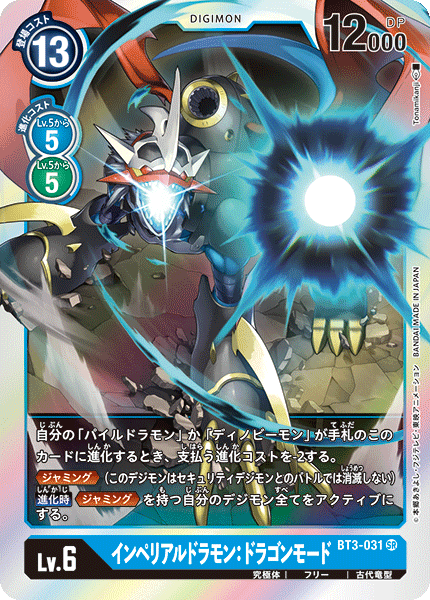 登場コスト
13
DIGIMON
DP
12000
Tonamikanji
進化コスト
Lv.5から
5
Lv.5から
5
自分の「パイルドラモン」か「ディノビーモン」が手札のこの
カードに進化するとき、支払う進化コストを-2する。
ジャミング (このデジモンはセキュリティデジモンとのバトルでは消滅しない)
進化時 ジャミング を持つ自分のデジモン全てをアクティブに
する。
©本郷あきよし・フジテレビ・東映アニメーション BANDAI MADE IN JAPAN
Lv.6
インペリアルドラモン:ドラゴンモード
BT3-031 SR
究極体 フリー 古代竜型